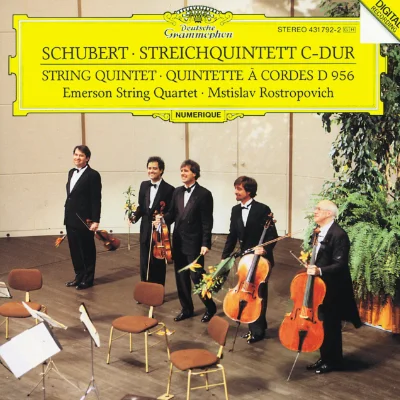 Deutsche
Grammophon
STEREO 431 792-2
DIGITAL
RECORDING
SCHUBERT · STREICHQUINTETT C-DUR
STRING QUINTET · QUINTETTE À CORDES D 956
Emerson String Quartet · Mstislav Rostropovich
NUMERIQUE